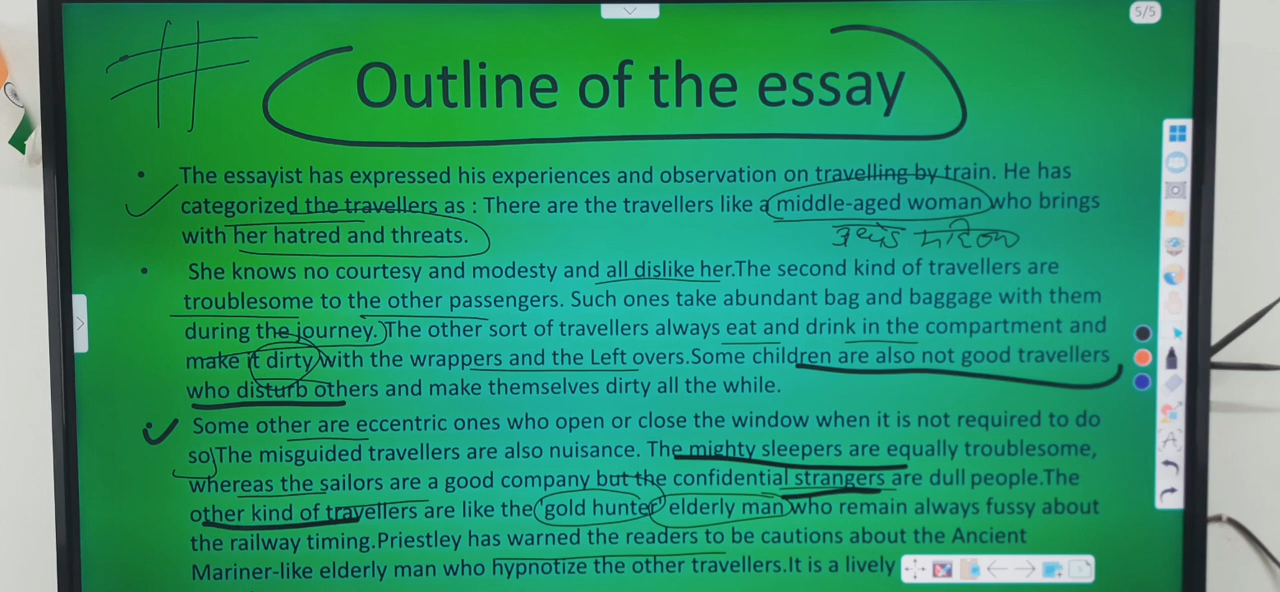 5/5
Outline of the essay
• The essayist has expressed his experiences and observation on travelling by train. He has
categorized the travellers as : There are the travellers like a middle-aged woman who brings
with her hatred and threats.
• She knows no courtesy and modesty and all dislike her.The second kind of travellers are
troublesome to the other passengers. Such ones take abundant bag and baggage with them
during the journey. The other sort of travellers always eat and drink in the compartment and
make it dirty with the wrappers and the Left overs.Some children are also not good travellers
who disturb others and make themselves dirty all the while.
Some other are eccentric ones who open or close the window when it is not required to do
so.The misguided travellers are also nuisance. The mighty sleepers are equally troublesome,
whereas the sailors are a good company but the confidential strangers are dull people.The
other kind of travellers are like the 'gold hunter' elderly man who remain always fussy about
the railway timing.Priestley has warned the readers to be cautions about the Ancient
Mariner-like elderly man who hypnotize the other travellers.It is a lively